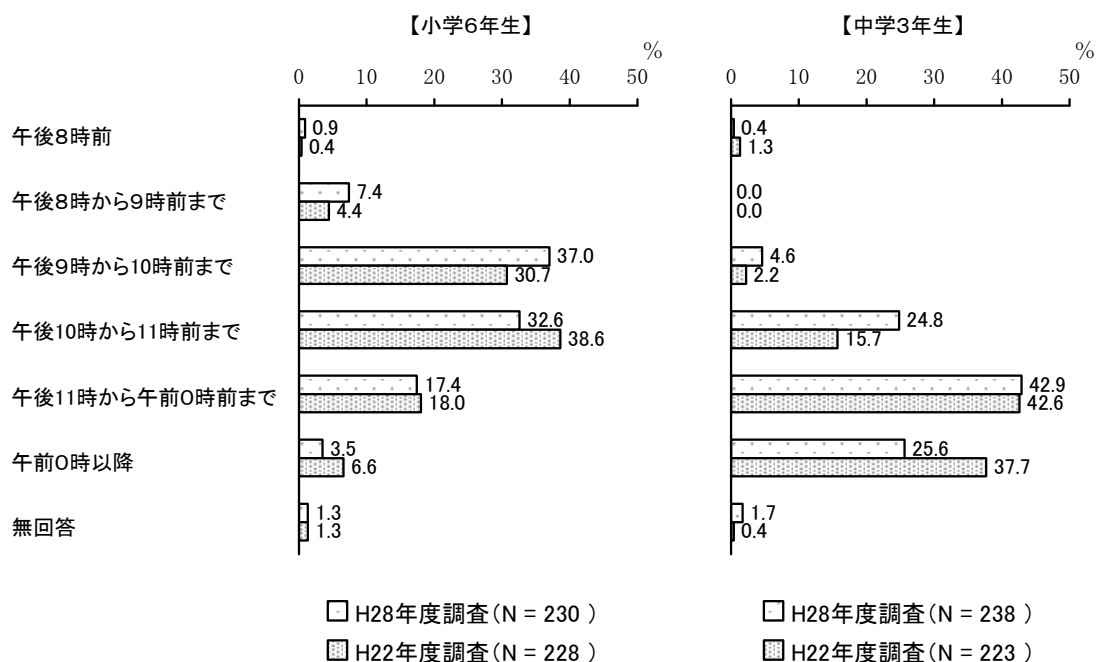 【小学6年生】
【中学3年生】
%
%
0 10 20 30 40 50
0 10 20 30 40 50
午後8時前
0.9
0.4
0.4
1.3
午後8時から9時前まで
7.4
4.4
0.0
0.0
午後9時から10時前まで
37.0
30.7
4.6
2.2
午後10時から11時前まで
32.6
38.6
24.8
15.7
午後11時から午前0時前まで
17.4
18.0
42.9
42.6
午前0時以降
3.5
6.6
25.6
37.7
無回答
1.3
1.3
1.7
0.4
H28年度調査(N = 230 )
H22年度調査(N = 228 )
H28年度調査(N = 238 )
H22年度調査(N = 223 )